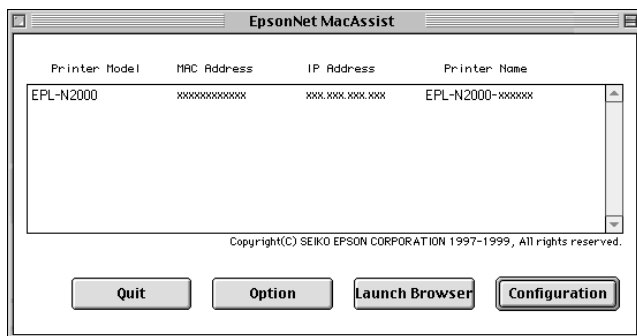 EpsonNet MacAssist
Printer Model MAC Address IP Address Printer Name
EPL-N2000 xxxxxxxxxxxx xxx.xxx.xxx.xxx EPL-N2000-xxxxxx
Copyright(C) SEIKO EPSON CORPORATION 1997-1999, All rights reserved.
Quit Option Launch Browser Configuration